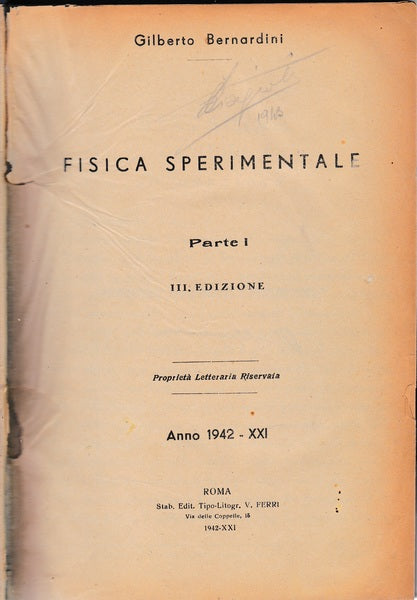 Gilberto Bernardini
FISICA SPERIMENTALE
Parte I
III. EDIZIONE
Proprietà Letteraria Riservata
Anno 1942 - XXI
ROMA
Stab. Edit. Tipo-Litogr. V. FERRI
Via delle Coppelle, 15
1942-XXI